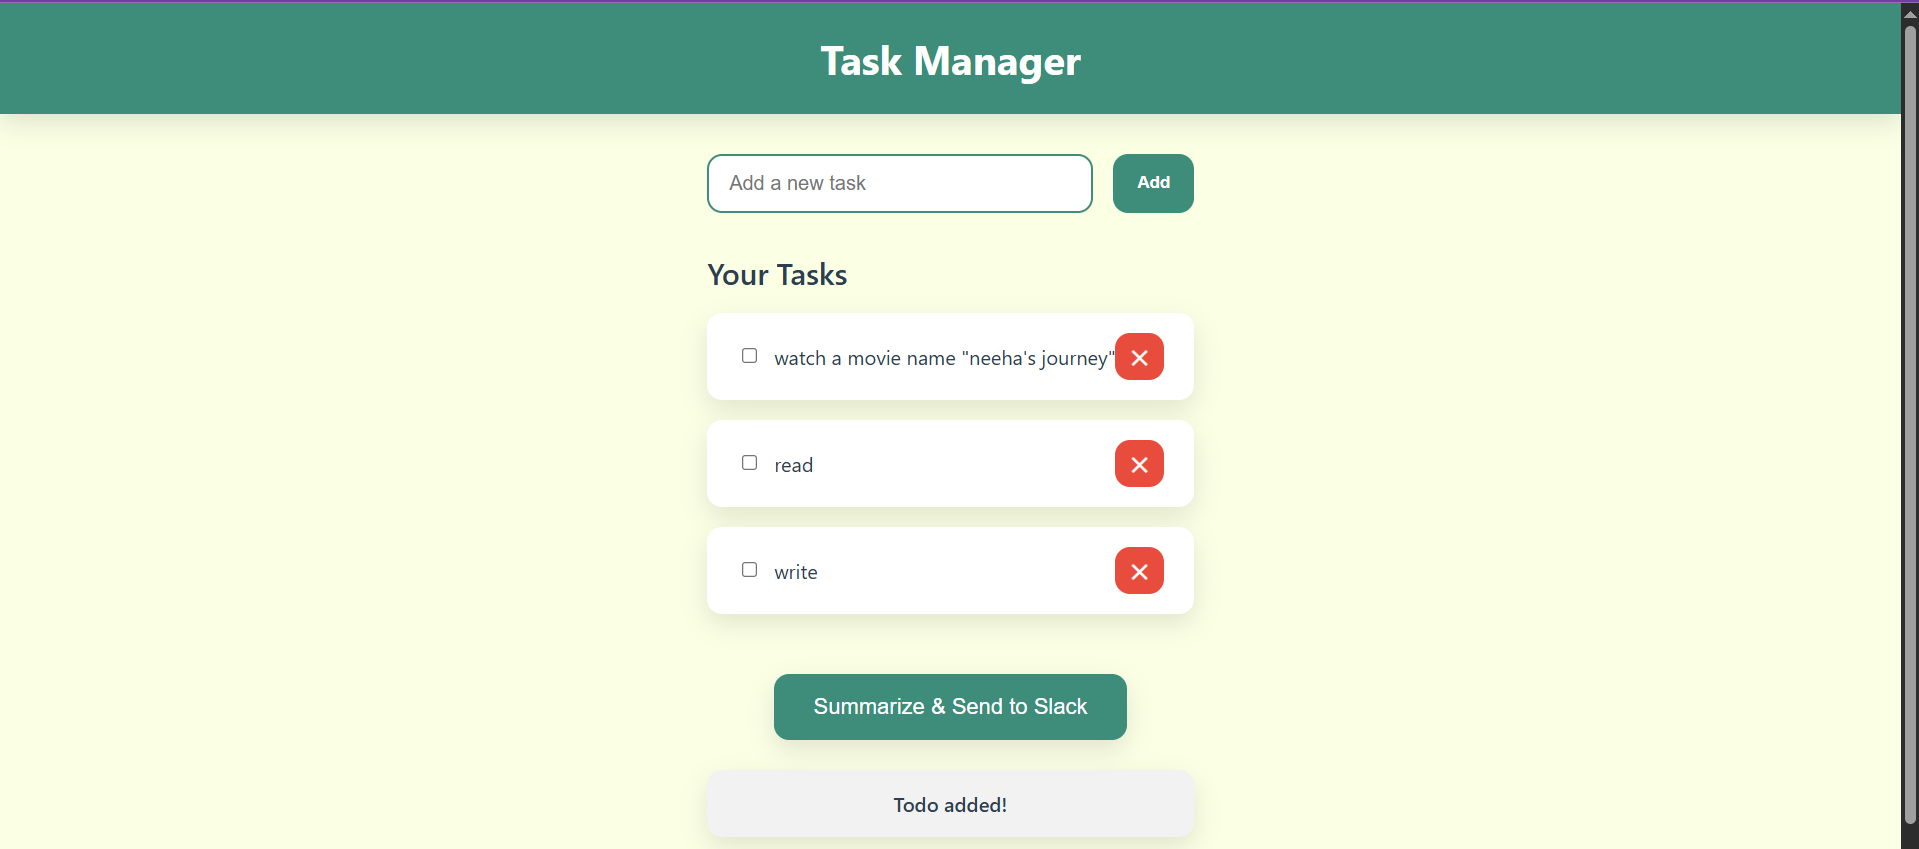 Task Manager
Add a new task
Add
Your Tasks
watch a movie name "neeha's journey"
read
write
Summarize & Send to Slack
Todo added!